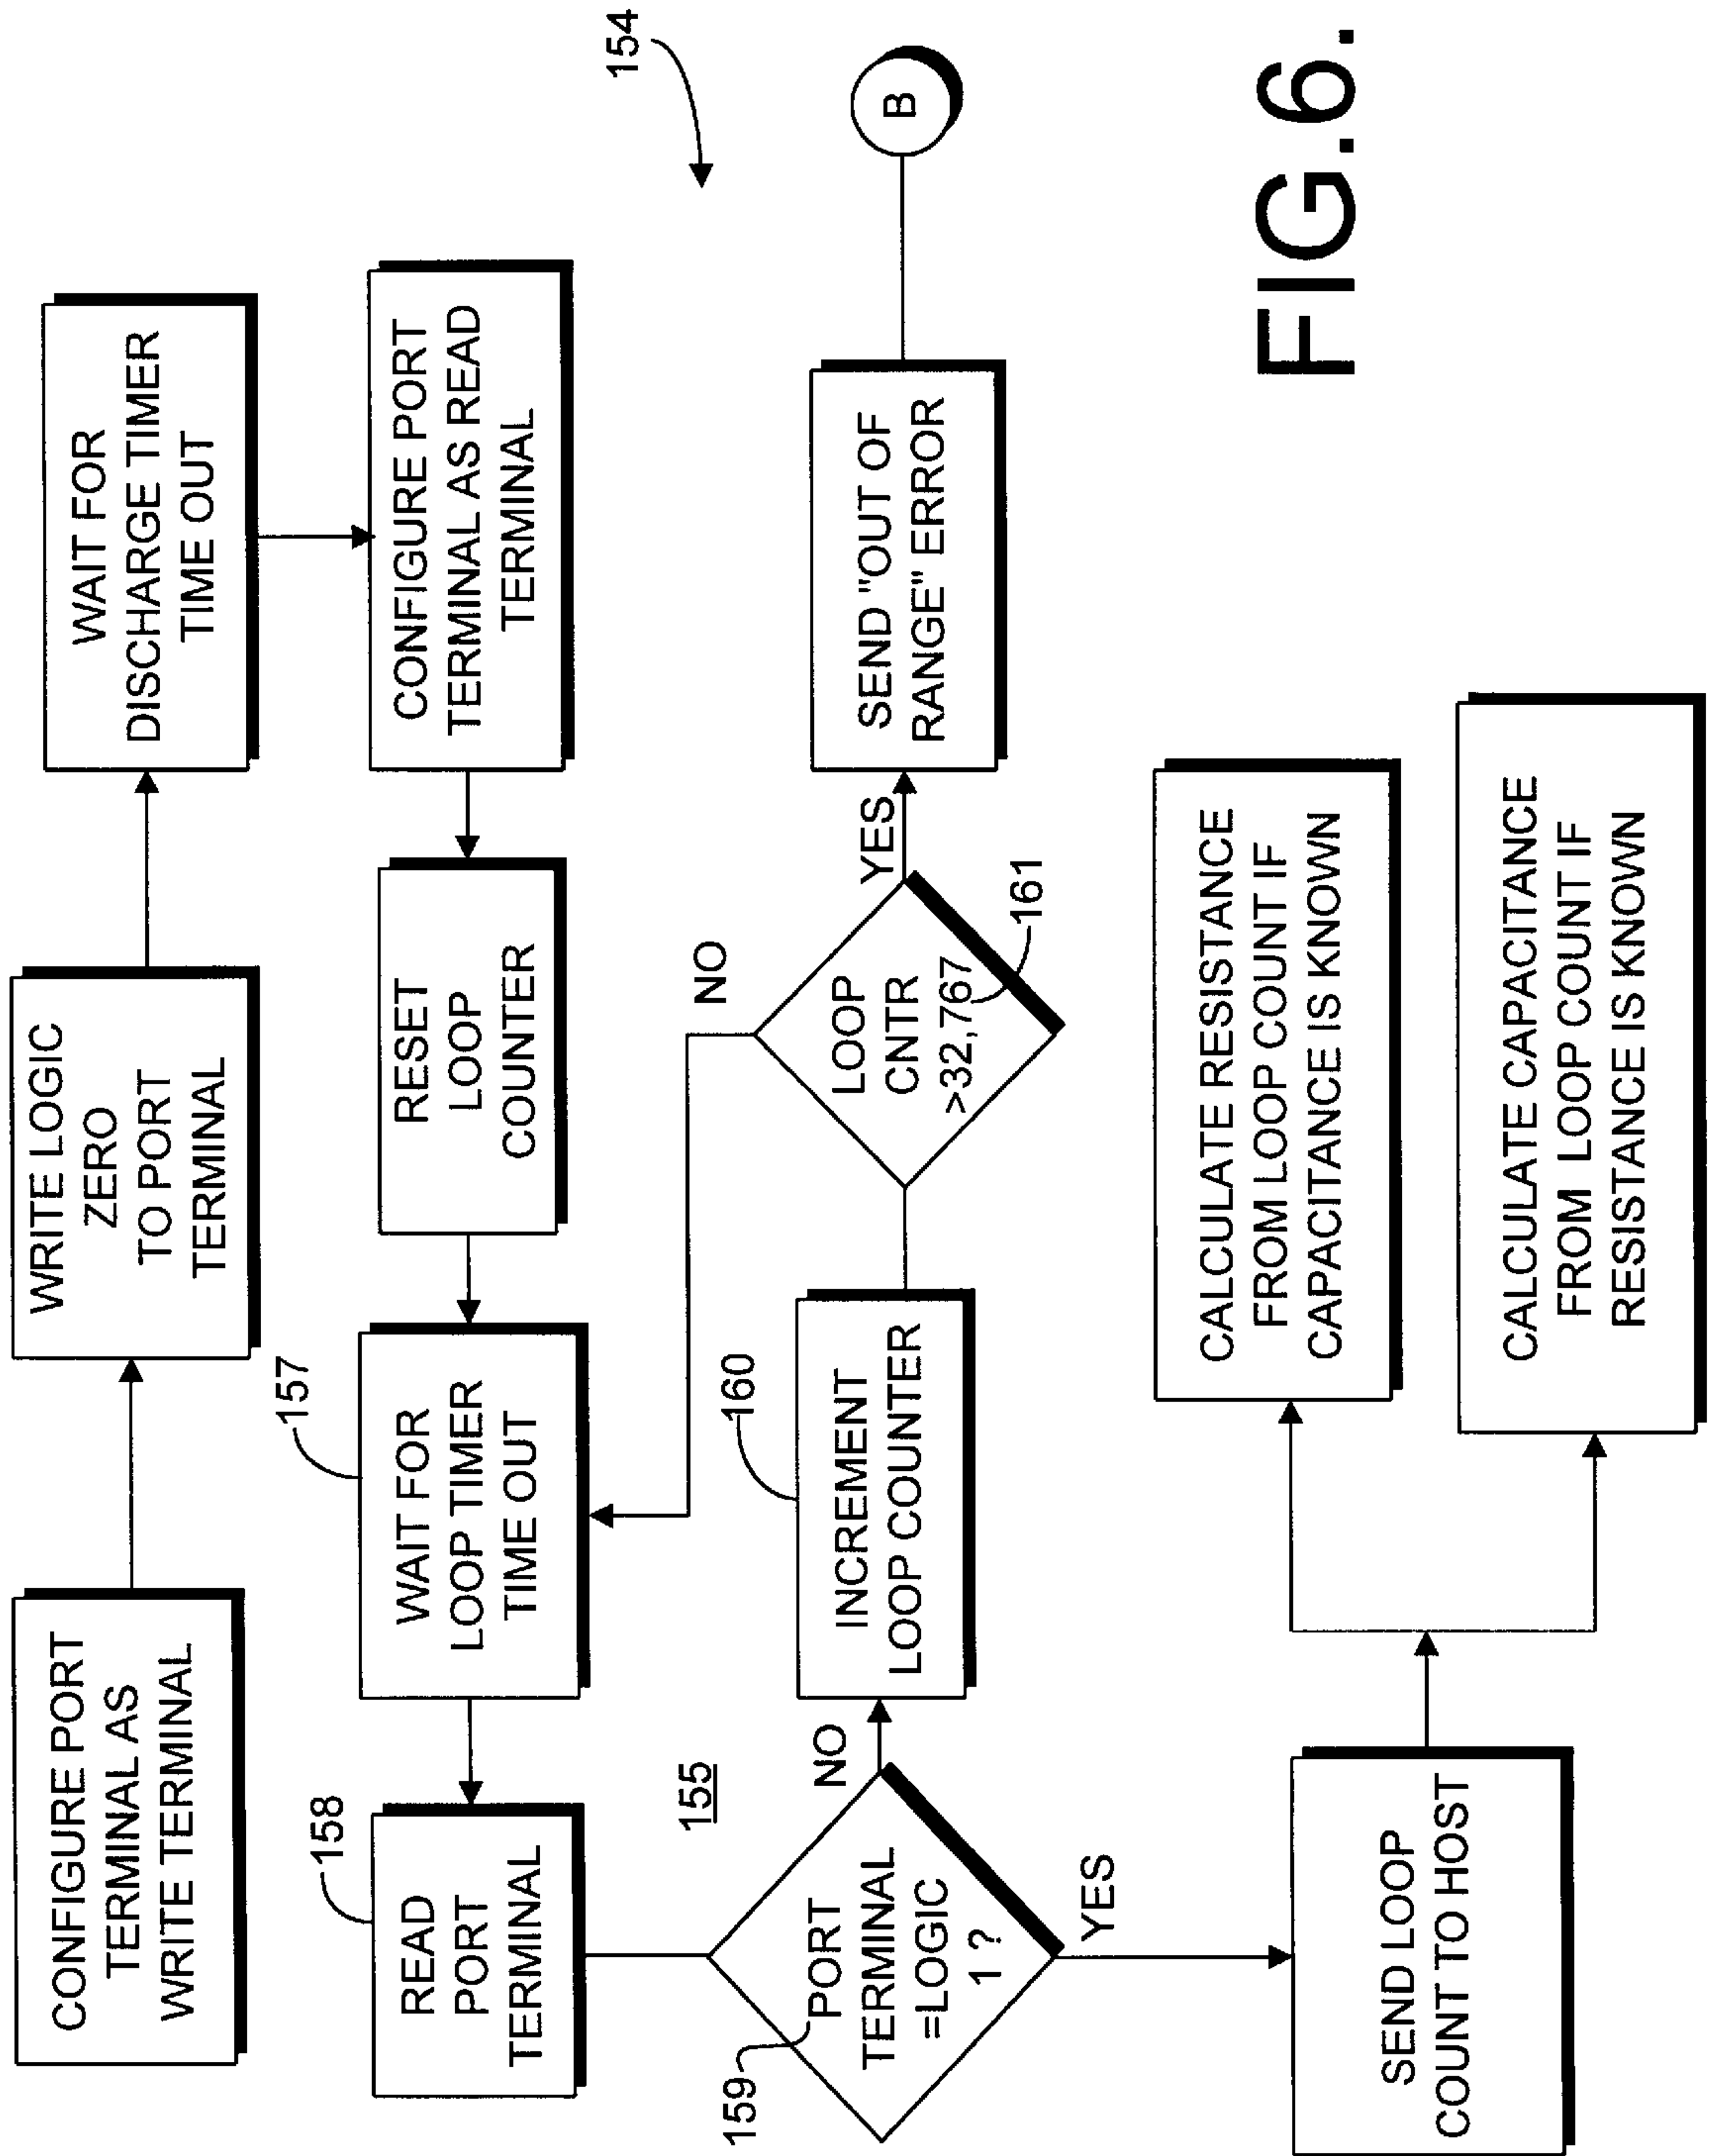 CONFIGURE PORT
TERMINAL AS
WRITE TERMINAL
WRITE LOGIC
ZERO
TO PORT
TERMINAL
WAIT FOR
DISCHARGE TIMER
TIME OUT
CONFIGURE PORT
TERMINAL AS READ
TERMINAL
RESET
LOOP
COUNTER
157
WAIT FOR
LOOP TIMER
TIME OUT
158
READ
PORT
TERMINAL
155
159
PORT
TERMINAL
=LOGIC
1 ?
NO
160
INCREMENT
LOOP COUNTER
LOOP
CNTR
>32,767
161
NO
YES
SEND "OUT OF
RANGE" ERROR
B
154
YES
SEND LOOP
COUNT TO HOST
CALCULATE RESISTANCE
FROM LOOP COUNT IF
CAPACITANCE IS KNOWN
CALCULATE CAPACITANCE
FROM LOOP COUNT IF
RESISTANCE IS KNOWN
FIG.6.